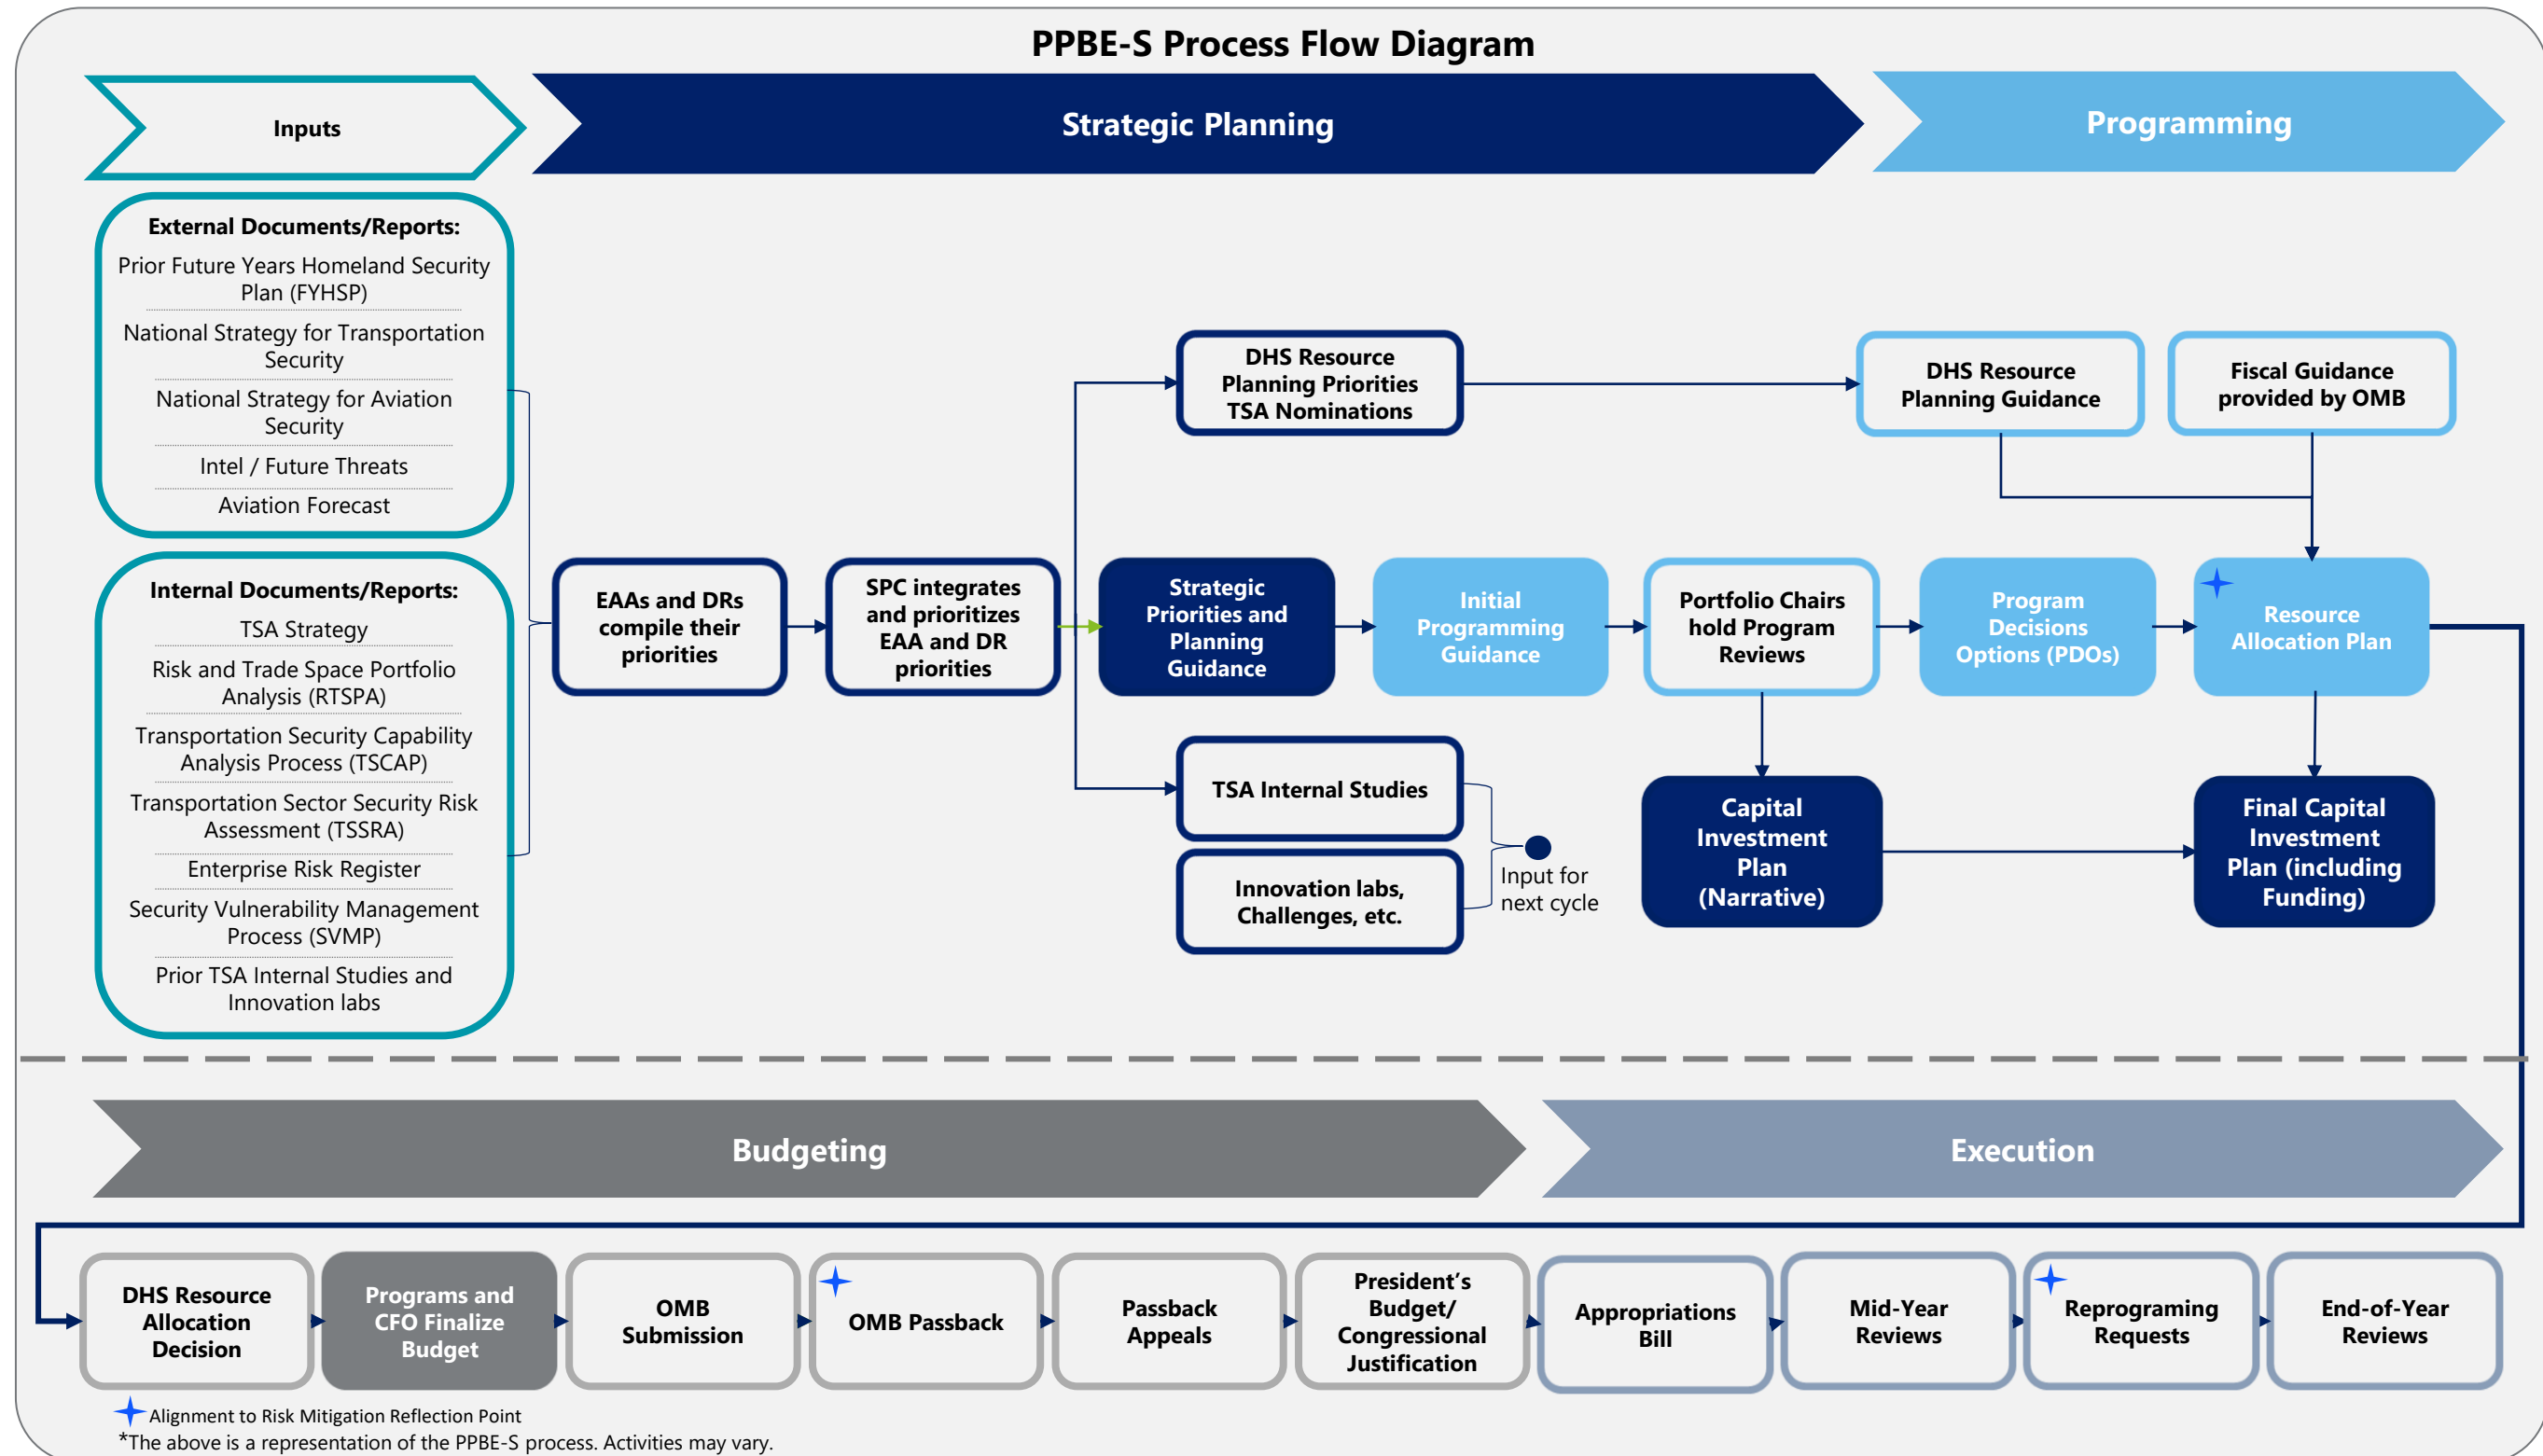 PPBE-S Process Flow Diagram
Inputs
Strategic Planning
Programming
External Documents/Reports:
Prior Future Years Homeland Security
Plan (FYHSP)
National Strategy for Transportation
Security
National Strategy for Aviation
Security
Intel / Future Threats
Aviation Forecast
Internal Documents/Reports:
TSA Strategy
Risk and Trade Space Portfolio
Analysis (RTSPA)
Transportation Security Capability
Analysis Process (TSCAP)
Transportation Sector Security Risk
Assessment (TSSRA)
Enterprise Risk Register
Security Vulnerability Management
Process (SVMP)
Prior TSA Internal Studies and
Innovation labs
EAAs and DRs
compile their
priorities
SPC integrates
and prioritizes
EAA and DR
priorities
DHS Resource
Planning Priorities
TSA Nominations
Strategic
Priorities and
Planning
Guidance
TSA Internal Studies
Innovation labs,
Challenges, etc.
Input for
next cycle
Initial
Programming
Guidance
Portfolio Chairs
hold Program
Reviews
Capital
Investment
Plan
(Narrative)
DHS Resource
Planning Guidance
Fiscal Guidance
provided by OMB
Program
Decisions
Options (PDOs)
Resource
Allocation Plan
Final Capital
Investment
Plan (including
Funding)
Budgeting
Execution
DHS Resource
Allocation
Decision
Programs and
CFO Finalize
Budget
OMB
Submission
OMB Passback
Passback
Appeals
President’s
Budget/
Congressional
Justification
Appropriations
Bill
Mid-Year
Reviews
Reprograming
Requests
End-of-Year
Reviews
Alignment to Risk Mitigation Reflection Point
*The above is a representation of the PPBE-S process. Activities may vary.